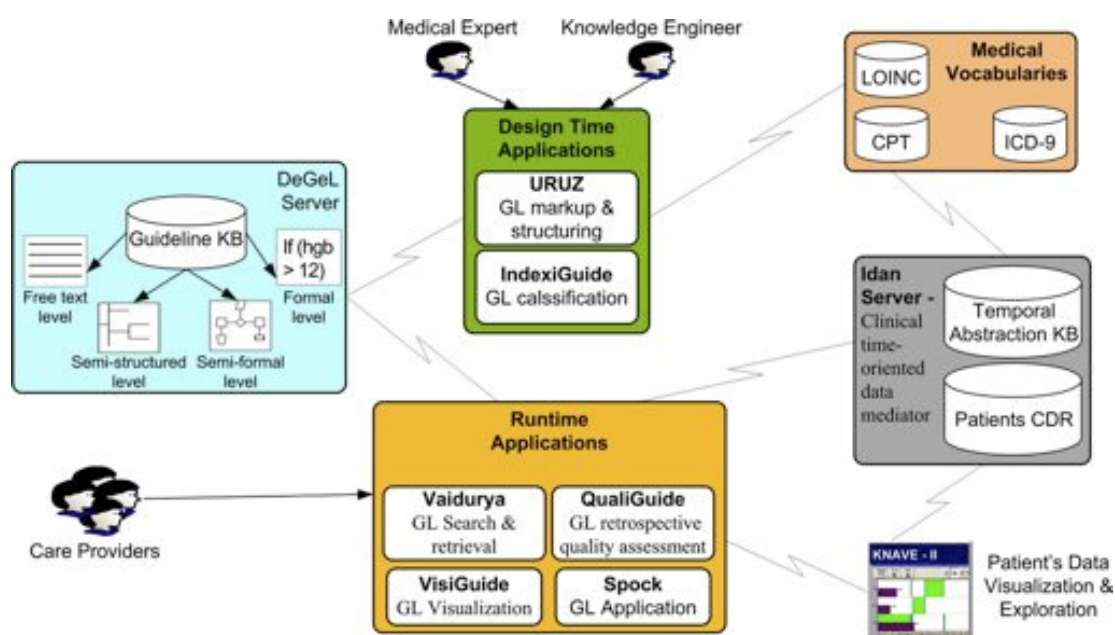 Medical Expert
Knowledge Engineer
Medical
Vocabularies
LOINC
CPT
ICD-9
Design Time
Applications
URUZ
GL markup &
structuring
IndexiGuide
GL calssification
DeGeL
Server
Guideline KB
If (hgb
> 12)
Free text
level
Formal
level
Semi-structured
level
Semi-formal
level
Idan
Server -
Clinical
time-
oriented
data
mediator
Temporal
Abstraction KB
Patients CDR
Runtime
Applications
Vaidurya
GL Search &
retrieval
QualiGuide
GL retrospective
quality assessment
VisiGuide
GL Visualization
Spock
GL Application
Care Providers
KNAVE - II
Patient's Data
Visualization &
Exploration